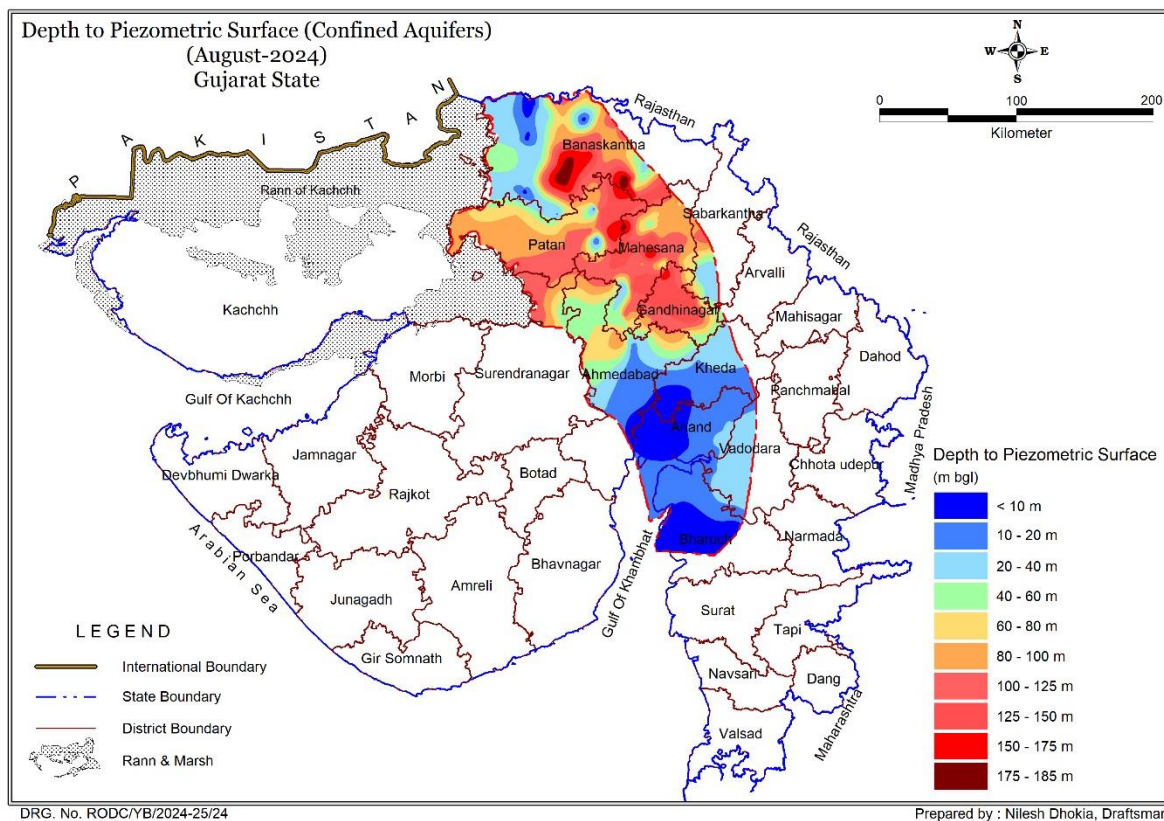 Depth to Piezometric Surface (Confined Aquifers)
(August-2024)
Gujarat State
N
W E
S
0 100 200
Kilometer
P A K I S T A N
Rajasthan
Banaskantha
Rann of Kachchh
Sabarkantha
Rajasthan
Patan
Mahesana
Arvalli
Kachchh
Gandhinagar
Mahisagar
Dahod
Morbi
Surendranagar
Ahmedabad
Kheda
Panchmahal
Gulf Of Kachchh
Anand
Vadodara
Madhya Pradesh
Devbhumi Dwarka
Jamnagar
Rajkot
Botad
Chhota udepur
Arabian Sea
Porbandar
Bharuch
Narmada
Junagadh
Amreli
Bhavnagar
Gulf Of Khambhat
Surat
Tapi
Gir Somnath
Navsari
Dang
Valsad
Maharashtra
LEGEND
International Boundary
State Boundary
District Boundary
Rann & Marsh
Depth to Piezometric Surface
(m bgl)
< 10 m
10 - 20 m
20 - 40 m
40 - 60 m
60 - 80 m
80 - 100 m
100 - 125 m
125 - 150 m
150 - 175 m
175 - 185 m
DRG. No. RODC/YB/2024-25/24
Prepared by : Nilesh Dhokia, Draftsman